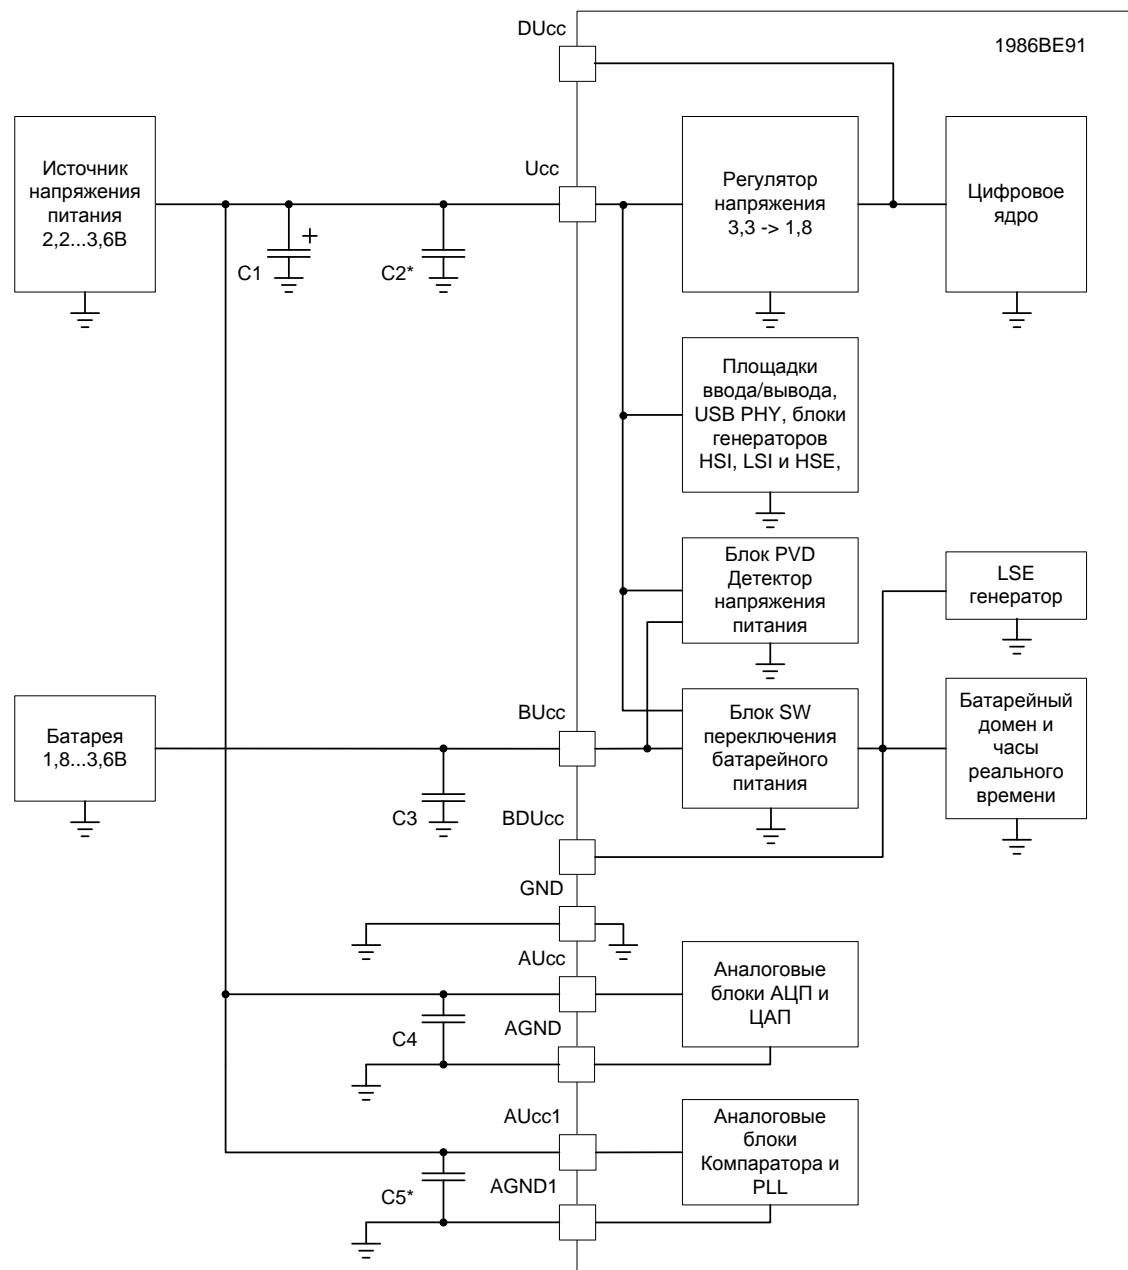 DUcc
1986ВЕ91
Источник
напряжения
питания
2,2...3,6В
Ucc
Регулятор
напряжения
3,3 -> 1,8
Цифровое
ядро
+
C1
C2*
Площадки
ввода/вывода,
USB PHY, блоки
генераторов
HSI, LSI и HSE,
Блок PVD
Детектор
напряжения
питания
LSE
генератор
Батарея
1,8...3,6В
BUcc
Блок SW
переключения
батарейного
питания
Батарейный
домен и
часы
реального
времени
C3
BDUcc
GND
AUcc
Аналоговые
блоки АЦП и
ЦАП
C4
AGND
AUcc1
Аналоговые
блоки
Компаратора и
PLL
C5*
AGND1